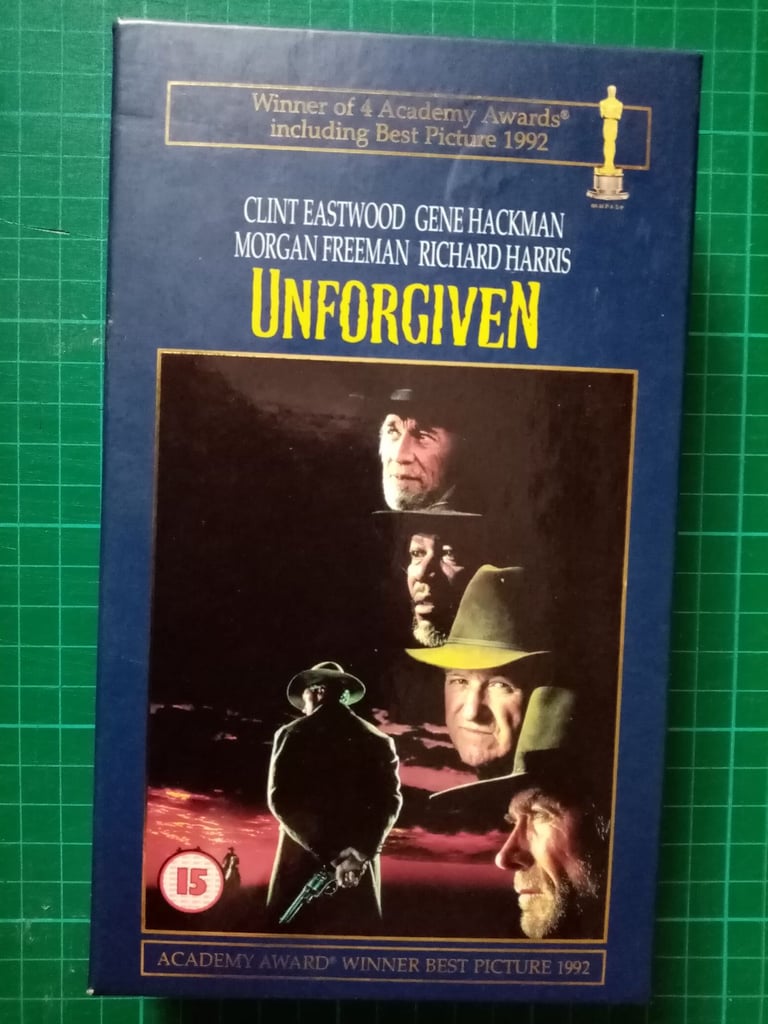 Winner of 4 Academy Awards®
including Best Picture 1992
CLINT EASTWOOD GENE HACKMAN
MORGAN FREEMAN RICHARD HARRIS
UNFORGIVEN
15
ACADEMY AWARD® WINNER BEST PICTURE 1992